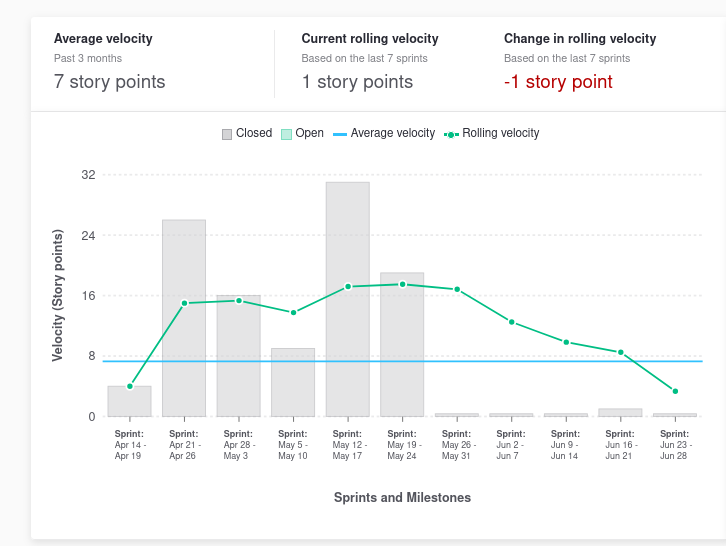 Average velocity
Past 3 months
7 story points
Current rolling velocity
Based on the last 7 sprints
1 story points
Change in rolling velocity
Based on the last 7 sprints
-1 story point
Closed Open Average velocity Rolling velocity
Velocity (Story points)
32
24
16
8
0
Sprint:
Apr 14 -
Apr 19
Sprint:
Apr 21 -
Apr 26
Sprint:
Apr 28 -
May 3
Sprint:
May 5 -
May 10
Sprint:
May 12 -
May 17
Sprint:
May 19 -
May 24
Sprint:
May 26 -
May 31
Sprint:
Jun 2 -
Jun 7
Sprint:
Jun 9 -
Jun 14
Sprint:
Jun 16 -
Jun 21
Sprint:
Jun 23 -
Jun 28
Sprints and Milestones